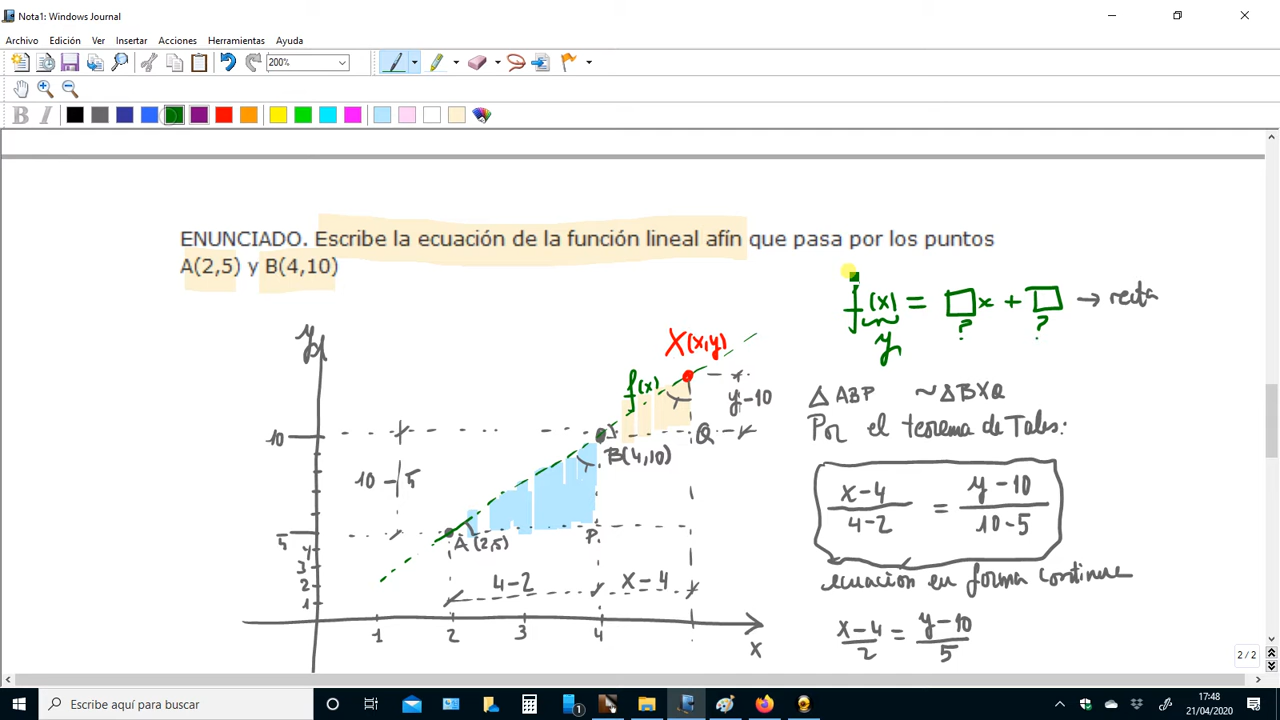 Nota1: Windows Journal
Archivo Edición Ver Insertar Acciones Herramientas Ayuda
200%
B I
ENUNCIADO. Escribe la ecuación de la función lineal afín que pasa por los puntos
A(2,5) y B(4,10)
f(x) = □x + □ → recta
? ?
y
y
X(x,y)
f(x)
y-10
△ABP ~△BXQ
Por el teorema de Tales:
10
Q
B(4,10)
10-5
x-4 / 4-2 = y-10 / 10-5
5
A(2,5)
P
4
3
2
1
4-2
x-4
ecuación en forma continua
1 2 3 4
x
x-4 / 2 = y-10 / 5
2/2
Escribe aquí para buscar
1
17:48
21/04/2020